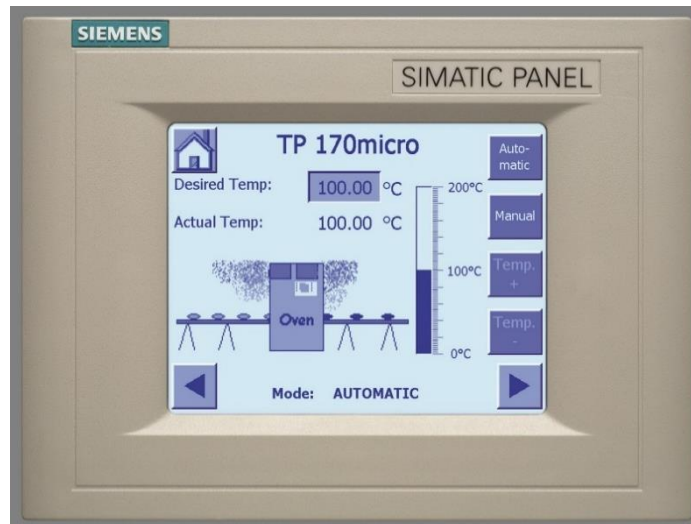 SIEMENS
SIMATIC PANEL
TP 170micro
Auto-
matic
Desired Temp: 100.00 °C
200°C
Manual
Actual Temp: 100.00 °C
100°C
Temp.
+
Oven
Temp.
-
0°C
Mode: AUTOMATIC